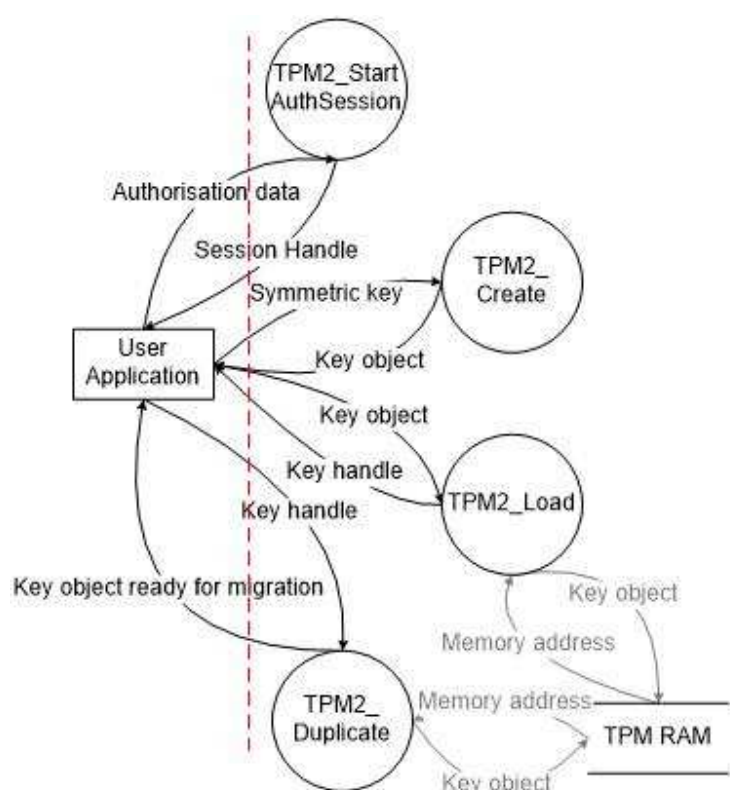 TPM2_Start
AuthSession
Authorisation data
Session Handle
TPM2_
Create
Symmetric key
User
Application
Key object
Key object
Key handle
TPM2_Load
Key handle
Key object ready for migration
Key object
Memory address
Memory address
TPM2_
Duplicate
TPM RAM
Key object